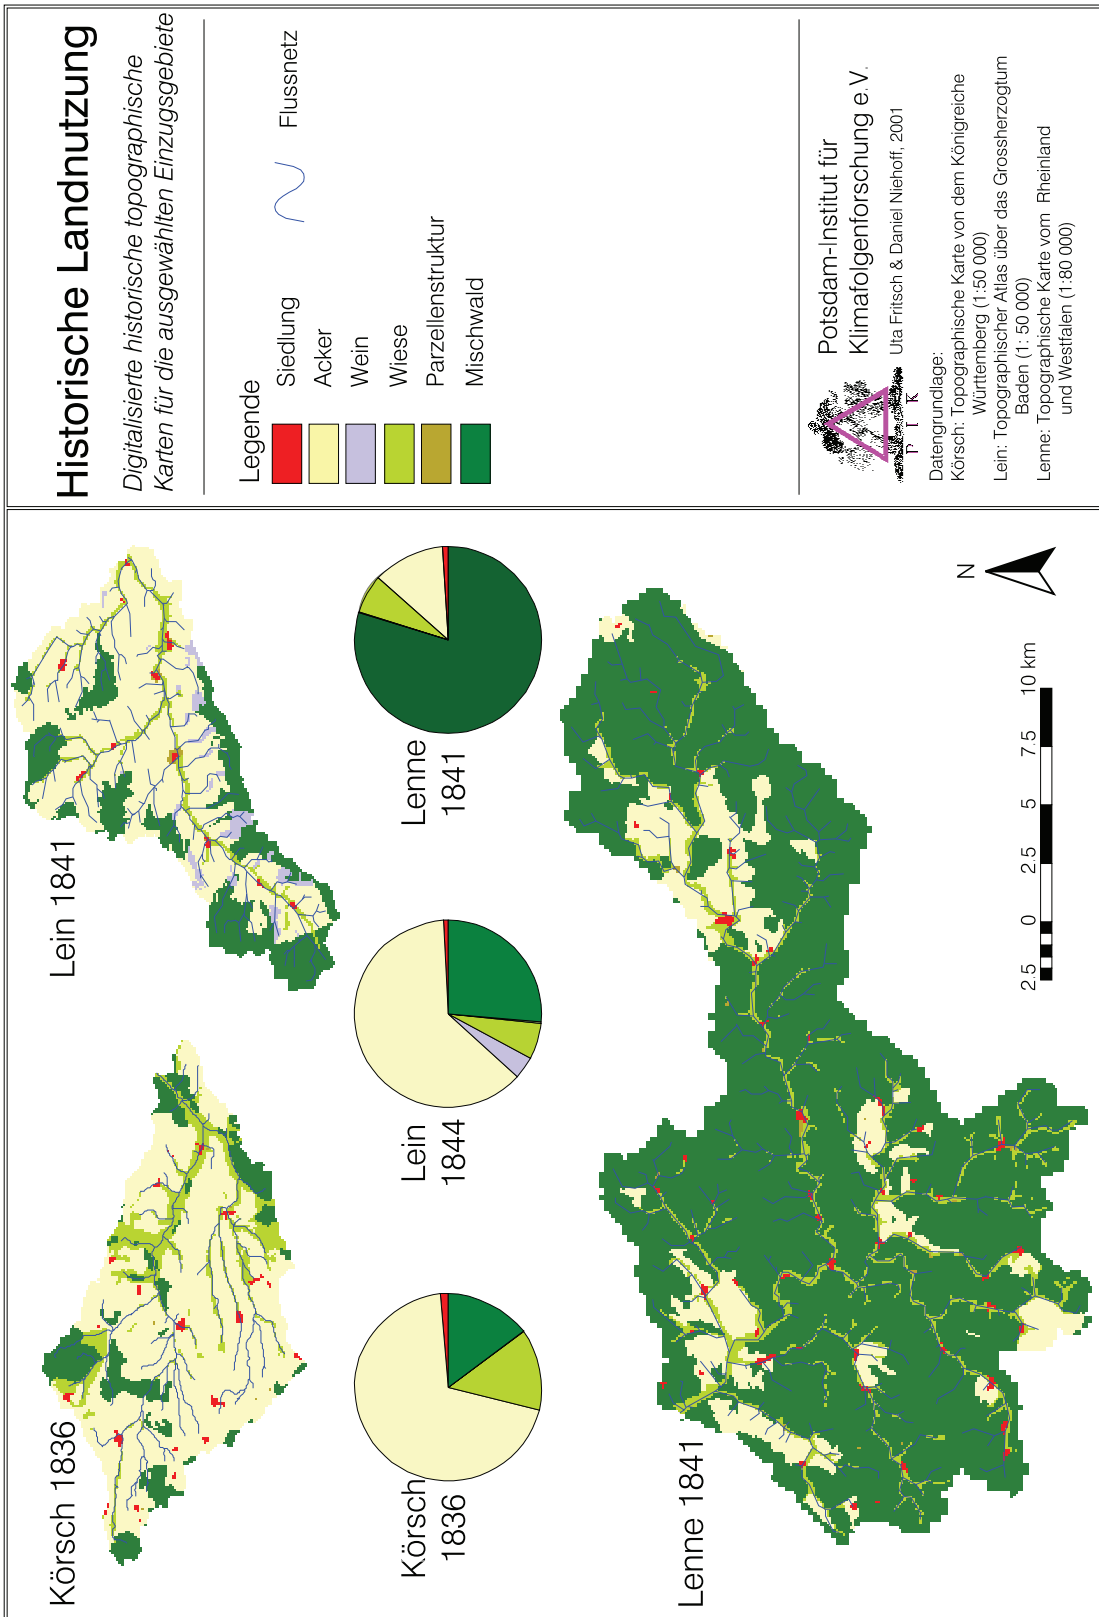 Historische Landnutzung
Digitalisierte historische topographische
Karten für die ausgewählten Einzugsgebiete
Legende
Siedlung
Acker
Wein
Wiese
Parzellenstruktur
Mischwald
Flussnetz
Potsdam-Institut für
Klimafolgenforschung e.V.
Uta Fritsch & Daniel Niehoff, 2001
P I K
Datengrundlage:
Körsch: Topographische Karte von dem Königreiche
Württemberg (1:50 000)
Lein: Topographischer Atlas über das Grossherzogtum
Baden (1: 50 000)
Lenne: Topographische Karte vom Rheinland
und Westfalen (1:80 000)
Körsch 1836
Lein 1841
Körsch
1836
Lein
1844
Lenne
1841
Lenne 1841
N
2.5 0 2.5 5 7.5 10 km